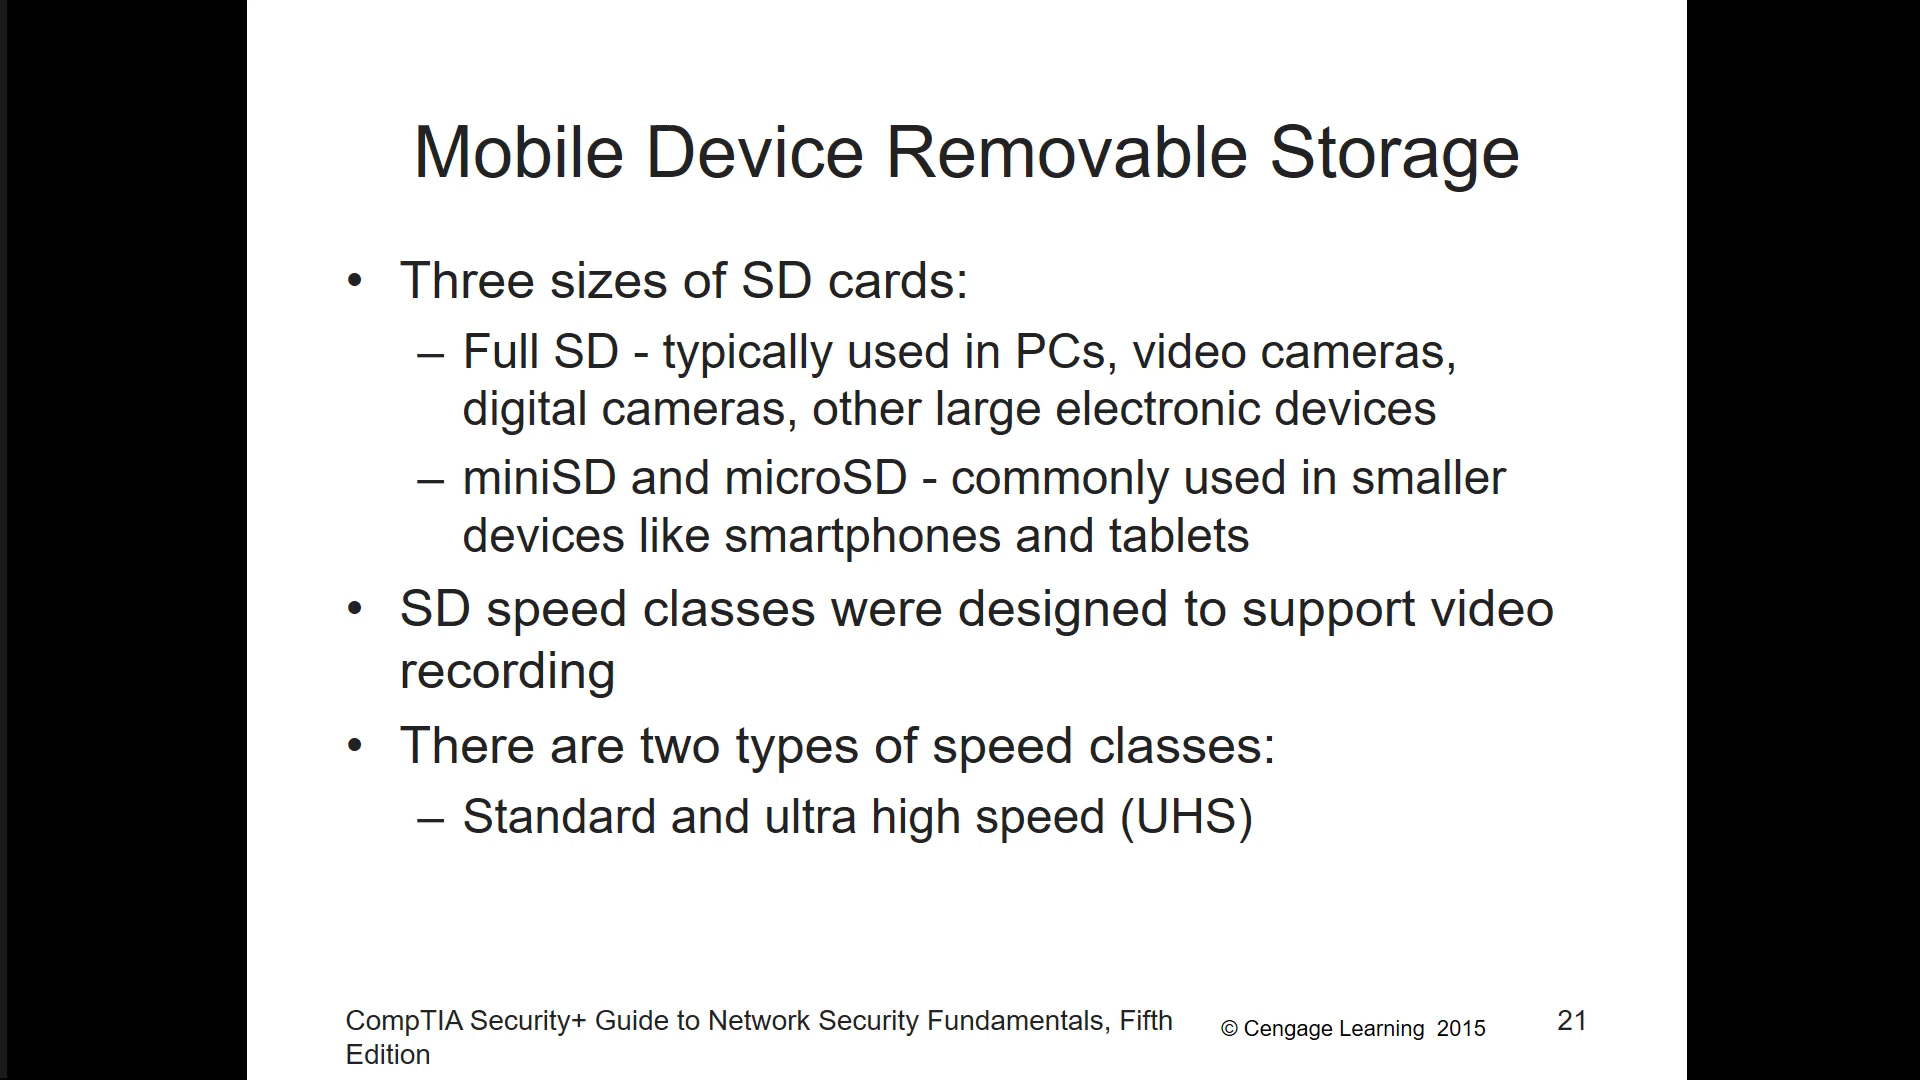 Mobile Device Removable Storage
• Three sizes of SD cards:
– Full SD - typically used in PCs, video cameras,
digital cameras, other large electronic devices
– miniSD and microSD - commonly used in smaller
devices like smartphones and tablets
• SD speed classes were designed to support video
recording
• There are two types of speed classes:
– Standard and ultra high speed (UHS)
CompTIA Security+ Guide to Network Security Fundamentals, Fifth
Edition
© Cengage Learning 2015
21